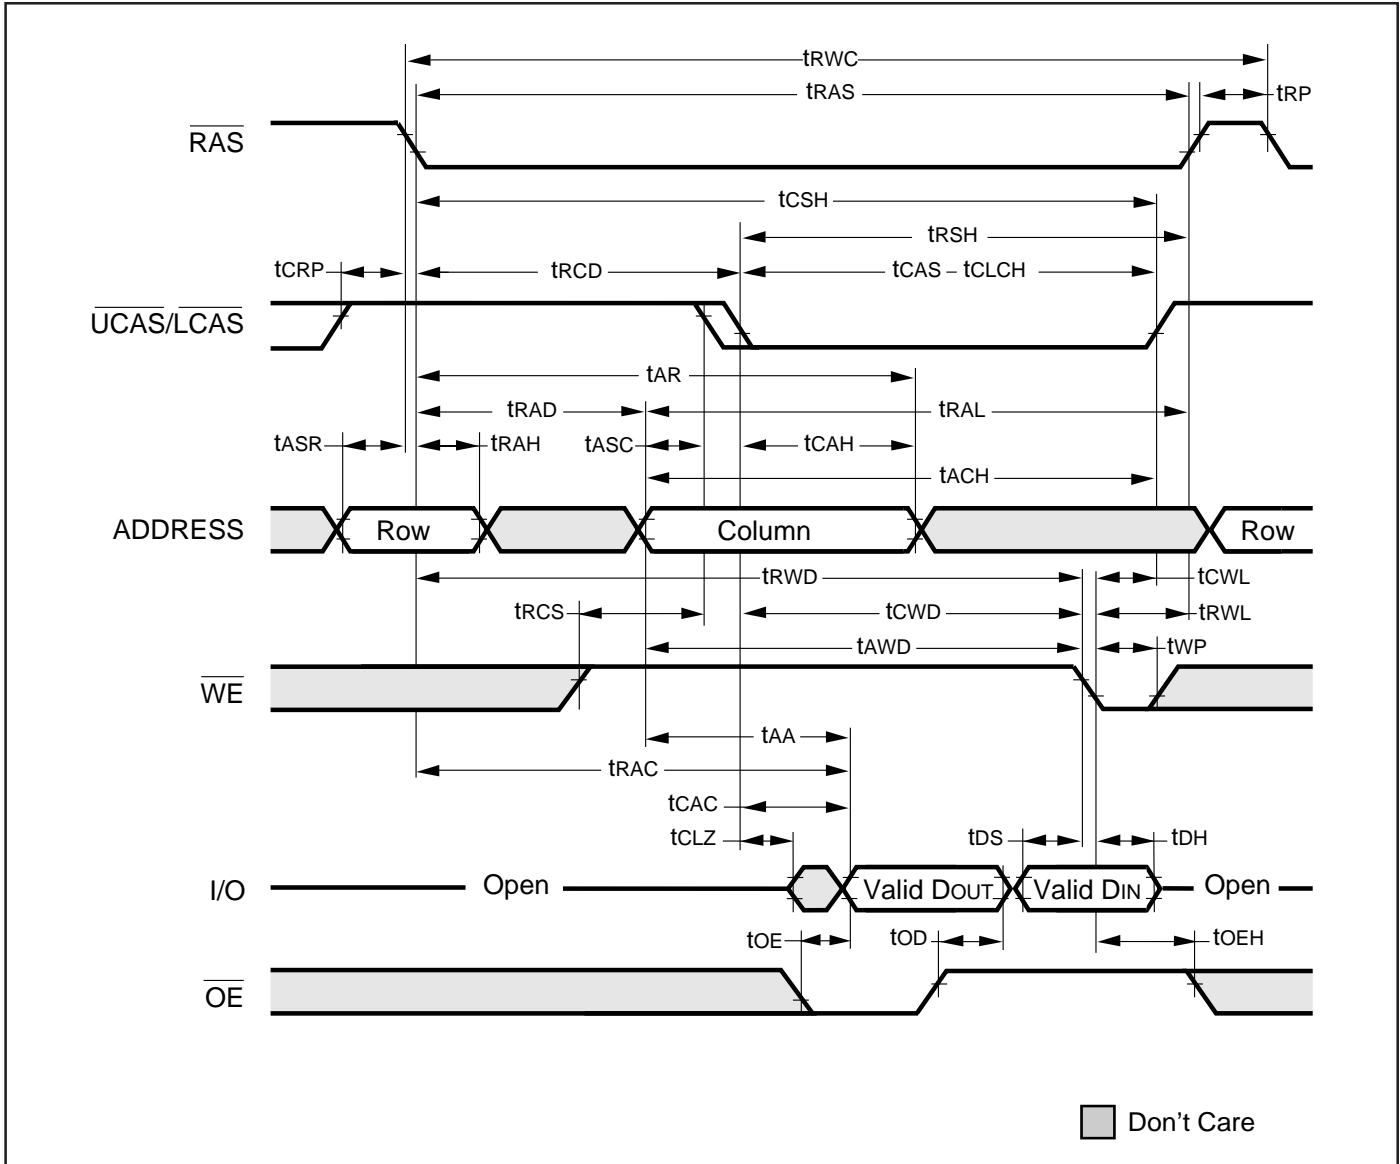 tRWC
tRAS
tRP
RAS
tCSH
tRSH
tCRP
tRCD
tCAS – tCLCH
UCAS/LCAS
tAR
tRAD
tRAL
tASR
tRAH
tASC
tCAH
tACH
ADDRESS
Row
Column
Row
tRWD
tCWL
tRCS
tCWD
tRWL
tAWD
tWP
WE
tAA
tRAC
tCAC
tCLZ
tDS
tDH
I/O
Open
Valid DOUT
Valid DIN
Open
tOE
tOD
tOEH
OE
Don't Care